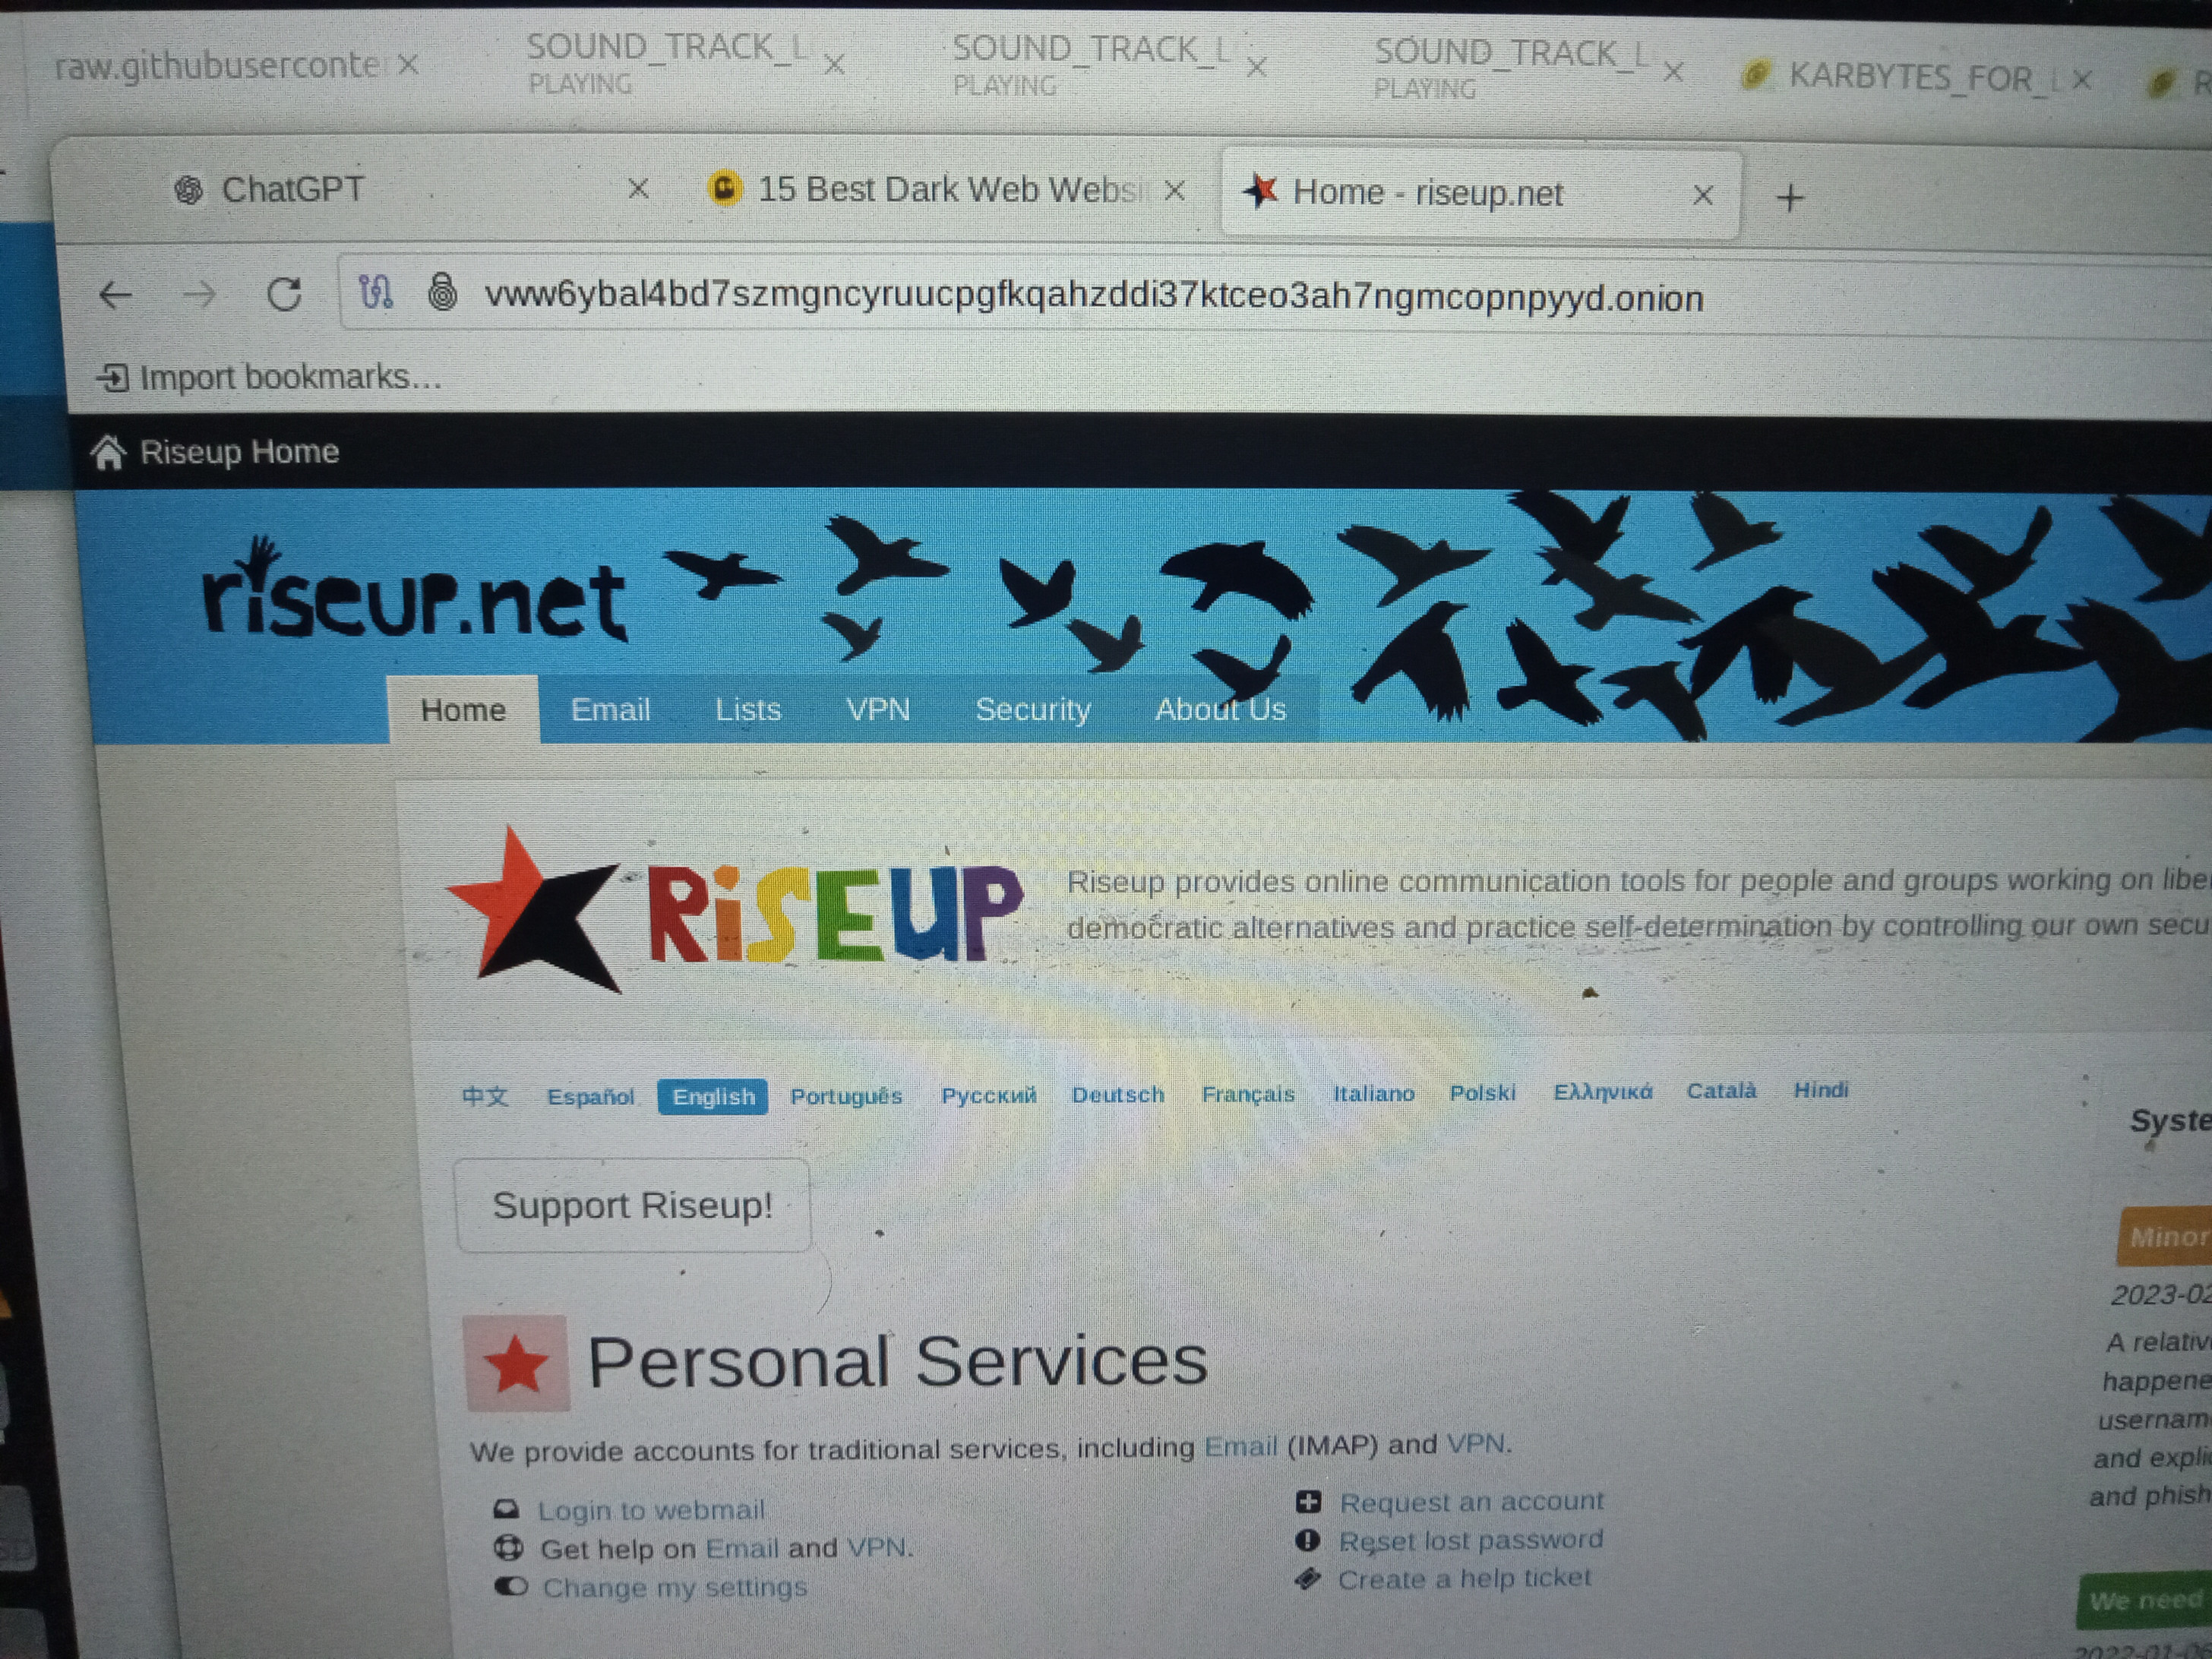 raw.githubuserconte
SOUND_TRACK_L
PLAYING
SOUND_TRACK_L
PLAYING
SOUND_TRACK_L
PLAYING
KARBYTES_FOR_L
R
ChatGPT
15 Best Dark Web Websi
Home - riseup.net
vww6ybal4bd7szmgncyruucpgfkqahzddi37ktceo3ah7ngmcopnpyyd.onion
Import bookmarks...
Riseup Home
riseup.net
Home Email Lists VPN Security About Us
RiSEUP
Riseup provides online communication tools for people and groups working on libe
democratic alternatives and practice self-determination by controlling our own secu
中文 Español English Português Русский Deutsch Français Italiano Polski Ελληνικά Català Hindi
Support Riseup!
Personal Services
We provide accounts for traditional services, including Email (IMAP) and VPN.
Login to webmail
Get help on Email and VPN.
Change my settings
Request an account
Reset lost password
Create a help ticket
Syste
Minor
2023-02
A relativ
happene
usernam
and explic
and phish
We need
2022-01-06